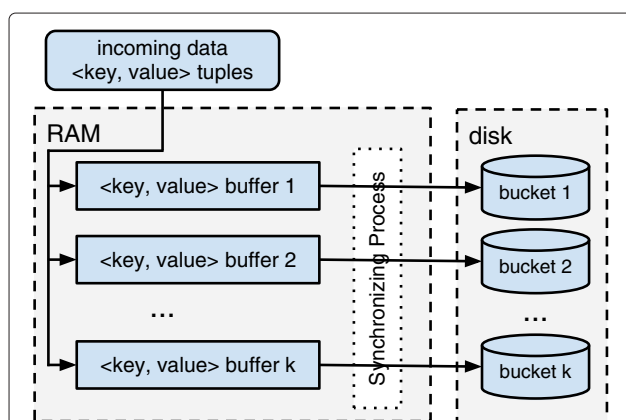 incoming data
<key, value> tuples
RAM
disk
<key, value> buffer 1
bucket 1
<key, value> buffer 2
bucket 2
...
...
<key, value> buffer k
bucket k
Synchronizing Process